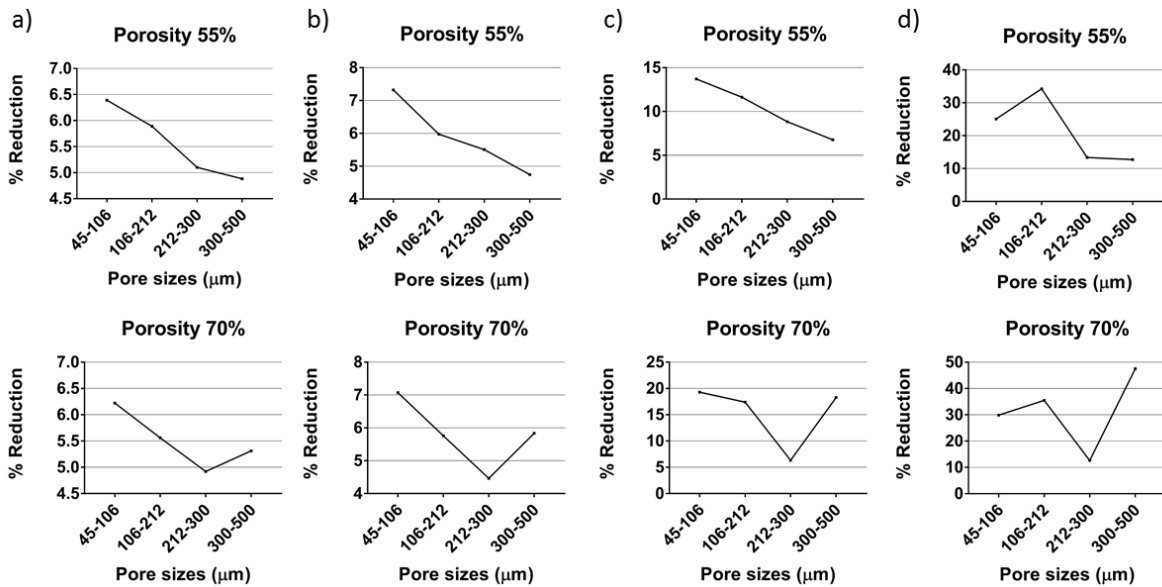 a)
Porosity 55%
% Reduction
7.0
6.5
6.0
5.5
5.0
4.5
45-106
106-212
212-300
300-500
Pore sizes (μm)
b)
Porosity 55%
% Reduction
8
7
6
5
4
45-106
106-212
212-300
300-500
Pore sizes (μm)
c)
Porosity 55%
% Reduction
15
10
5
0
45-106
106-212
212-300
300-500
Pore sizes (μm)
d)
Porosity 55%
% Reduction
40
30
20
10
0
45-106
106-212
212-300
300-500
Pore sizes (μm)
Porosity 70%
% Reduction
7.0
6.5
6.0
5.5
5.0
4.5
45-106
106-212
212-300
300-500
Pore sizes (μm)
Porosity 70%
% Reduction
8
7
6
5
4
45-106
106-212
212-300
300-500
Pore sizes (μm)
Porosity 70%
% Reduction
25
20
15
10
5
0
45-106
106-212
212-300
300-500
Pore sizes (μm)
Porosity 70%
% Reduction
50
40
30
20
10
0
45-106
106-212
212-300
300-500
Pore sizes (μm)